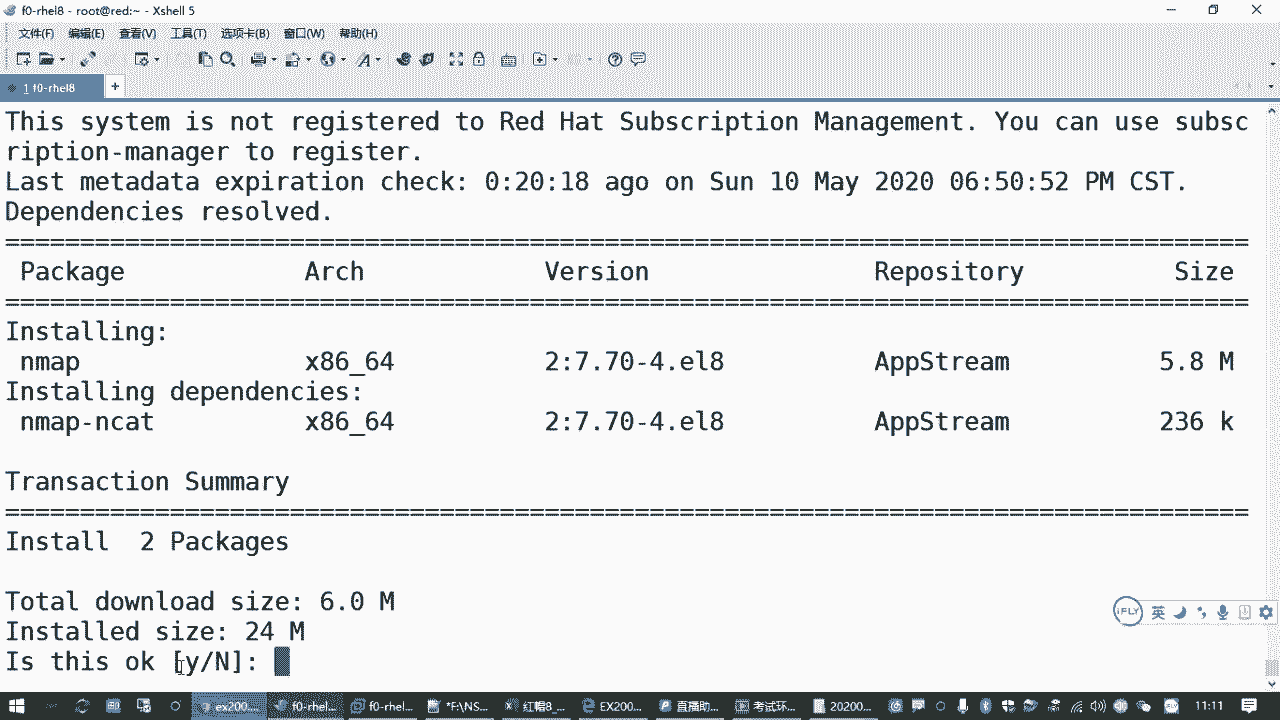 f0-rhel8 - root@red:~ - Xshell 5
文件(F) 编辑(E) 查看(V) 工具(T) 选项卡(B) 窗口(W) 帮助(H)
1 f0-rhel8 +
This system is not registered to Red Hat Subscription Management. You can use subsc
ription-manager to register.
Last metadata expiration check: 0:20:18 ago on Sun 10 May 2020 06:50:52 PM CST.
Dependencies resolved.
================================================================================
Package Arch Version Repository Size
================================================================================
Installing:
nmap x86_64 2:7.70-4.el8 AppStream 5.8 M
Installing dependencies:
nmap-ncat x86_64 2:7.70-4.el8 AppStream 236 k
Transaction Summary
================================================================================
Install 2 Packages
Total download size: 6.0 M
iFLY 英
Installed size: 24 M
Is this ok [y/N]:
ex200... f0-rhel... f0-rhel... *F:\NS... 红帽8_... EX200... 直播助... 考试环... 20200... 11:11